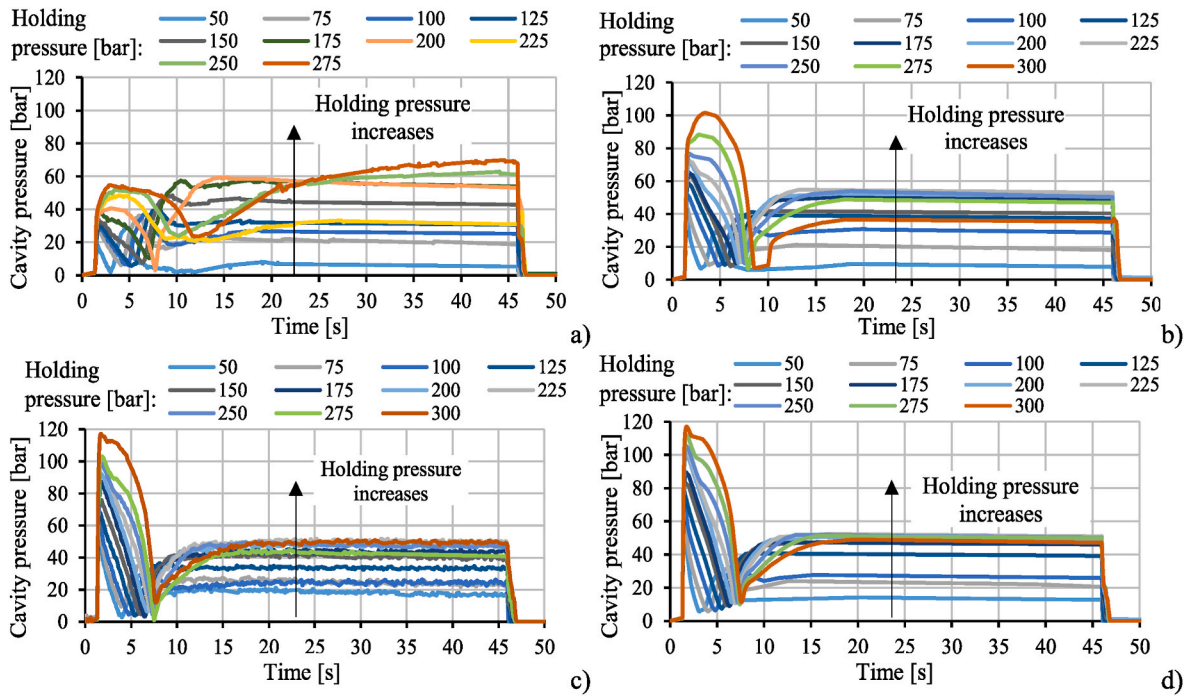 Holding
pressure [bar]:
50 75 100 125
150 175 200 225
250 275
Cavity pressure [bar]
120
100
80
60
40
20
0
Holding pressure
increases
0 5 10 15 20 25 30 35 40 45 50
Time [s]
a)
Holding
pressure [bar]:
50 75 100 125
150 175 200 225
250 275 300
Cavity pressure [bar]
120
100
80
60
40
20
0
Holding pressure
increases
0 5 10 15 20 25 30 35 40 45 50
Time [s]
b)
Holding
pressure [bar]:
50 75 100 125
150 175 200 225
250 275 300
Cavity pressure [bar]
120
100
80
60
40
20
0
Holding pressure
increases
0 5 10 15 20 25 30 35 40 45 50
Time [s]
c)
Holding
pressure [bar]:
50 75 100 125
150 175 200 225
250 275 300
Cavity pressure [bar]
120
100
80
60
40
20
0
Holding pressure
increases
0 5 10 15 20 25 30 35 40 45 50
Time [s]
d)